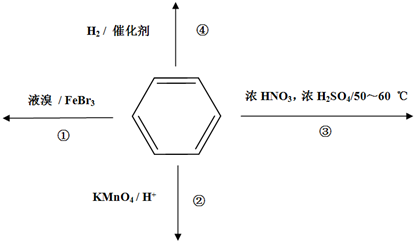 H₂ / 催化剂
④
液溴 / FeBr₃
①
浓 HNO₃，浓 H₂SO₄/50～60 ℃
③
KMnO₄ / H⁺
②